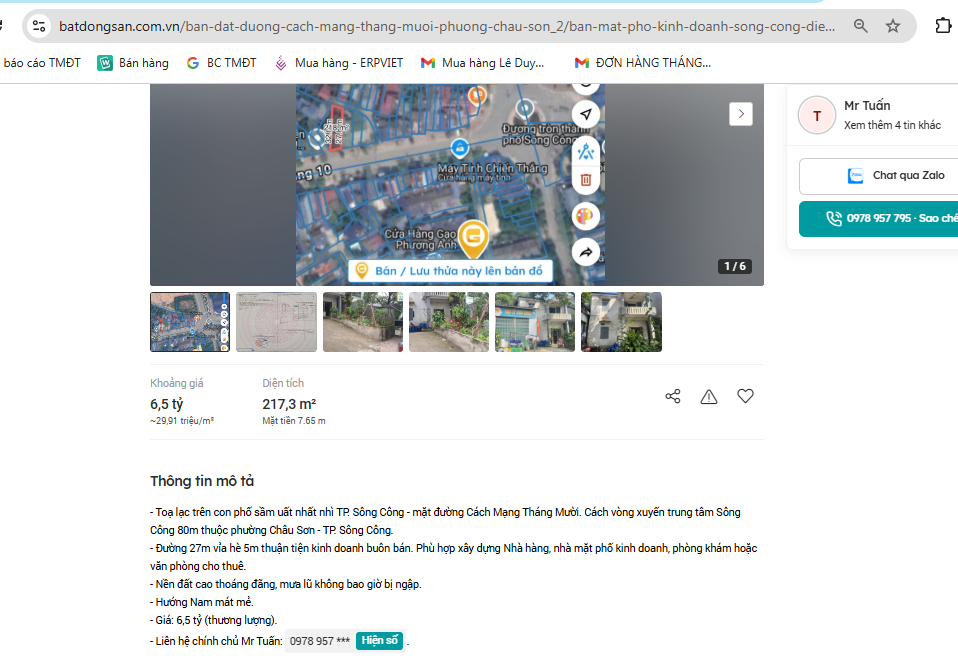 batdongsan.com.vn/ban-dat-duong-cach-mang-thang-muoi-phuong-chau-son_2/ban-mat-pho-kinh-doanh-song-cong-die...
báo cáo TMĐT
Bán hàng
BC TMĐT
Mua hàng - ERPVIET
Mua hàng Lê Duy...
ĐƠN HÀNG THÁNG...
Đường tròn thành
phố Sông Công
ng 10
Máy Tính Chiến Thắng
Cửa hàng máy tính
Cửa Hàng Gạo
Phương Anh
Bán / Lưu thửa này lên bản đồ
1 / 6
T
Mr Tuấn
Xem thêm 4 tin khác
Chat qua Zalo
0978 957 795 · Sao ché
Khoảng giá
Diện tích
6,5 tỷ
217,3 m²
~29,91 triệu/m²
Mặt tiền 7.65 m
Thông tin mô tả
- Toạ lạc trên con phố sầm uất nhất nhì TP. Sông Công - mặt đường Cách Mạng Tháng Mười. Cách vòng xuyến trung tâm Sông
Công 80m thuộc phường Châu Sơn - TP. Sông Công.
- Đường 27m vỉa hè 5m thuận tiện kinh doanh buôn bán. Phù hợp xây dựng Nhà hàng, nhà mặt phố kinh doanh, phòng khám hoặc
văn phòng cho thuê.
- Nền đất cao thoáng đãng, mưa lũ không bao giờ bị ngập.
- Hướng Nam mát mẻ.
- Giá: 6,5 tỷ (thương lượng).
- Liên hệ chính chủ Mr Tuấn: 0978 957 *** Hiện số .